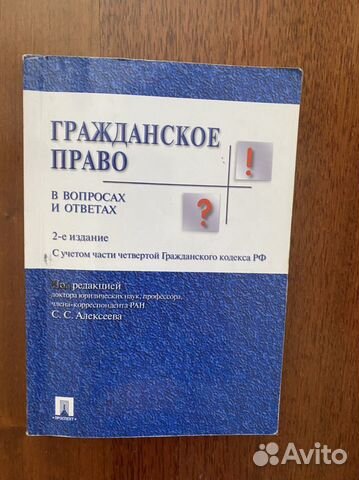 ГРАЖДАНСКОЕ
ПРАВО
!
?
В ВОПРОСАХ
И ОТВЕТАХ
2-е издание
С учетом части четвертой Гражданского кодекса РФ
Под редакцией
доктора юридических наук, профессора,
члена-корреспондента РАН
С. С. Алексеева
ПРОСПЕКТ
Avito